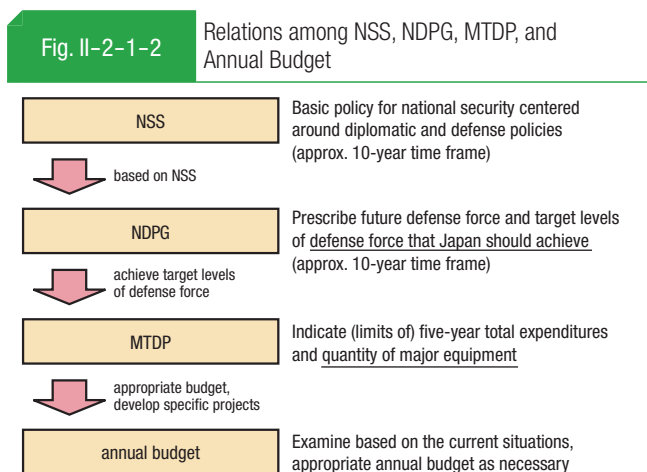 Fig. II-2-1-2
Relations among NSS, NDPG, MTDP, and
Annual Budget
NSS
Basic policy for national security centered
around diplomatic and defense policies
(approx. 10-year time frame)
based on NSS
NDPG
Prescribe future defense force and target levels
of defense force that Japan should achieve
(approx. 10-year time frame)
achieve target levels
of defense force
MTDP
Indicate (limits of) five-year total expenditures
and quantity of major equipment
appropriate budget,
develop specific projects
annual budget
Examine based on the current situations,
appropriate annual budget as necessary